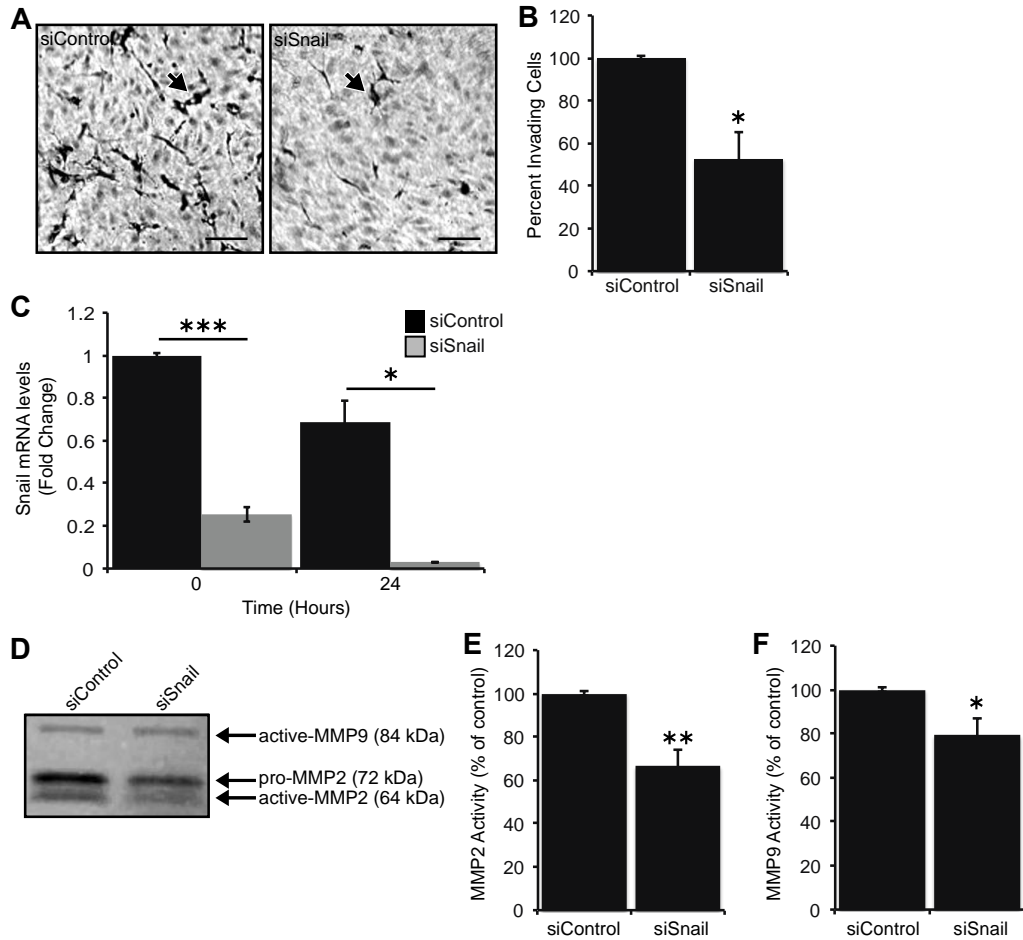 A
siControl
siSnail
B
Percent Invading Cells
120
100
80
60
40
20
0
*
siControl
siSnail
C
Snail mRNA levels
(Fold Change)
1.2
1
0.8
0.6
0.4
0.2
0
***
*
siControl
siSnail
0
24
Time (Hours)
D
siControl
siSnail
active-MMP9 (84 kDa)
pro-MMP2 (72 kDa)
active-MMP2 (64 kDa)
E
MMP2 Activity (% of control)
120
100
80
60
40
20
0
**
siControl
siSnail
F
MMP9 Activity (% of control)
120
100
80
60
40
20
0
*
siControl
siSnail